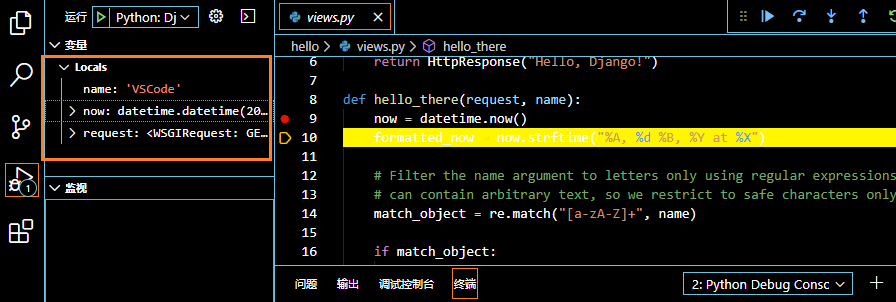 运行 Python: Dj
变量
Locals
name: 'VSCode'
now: datetime.datetime(20…
request: <WSGIRequest: GE…
监视
1
views.py
hello > views.py > hello_there
6 return HttpResponse("Hello, Django!")
7
8 def hello_there(request, name):
9 now = datetime.now()
10 formatted_now = now.strftime("%A, %d %B, %Y at %X")
11
12 # Filter the name argument to letters only using regular expressions
13 # can contain arbitrary text, so we restrict to safe characters only
14 match_object = re.match("[a-zA-Z]+", name)
15
16 if match_object:
问题 输出 调试控制台 终端 2: Python Debug Consc